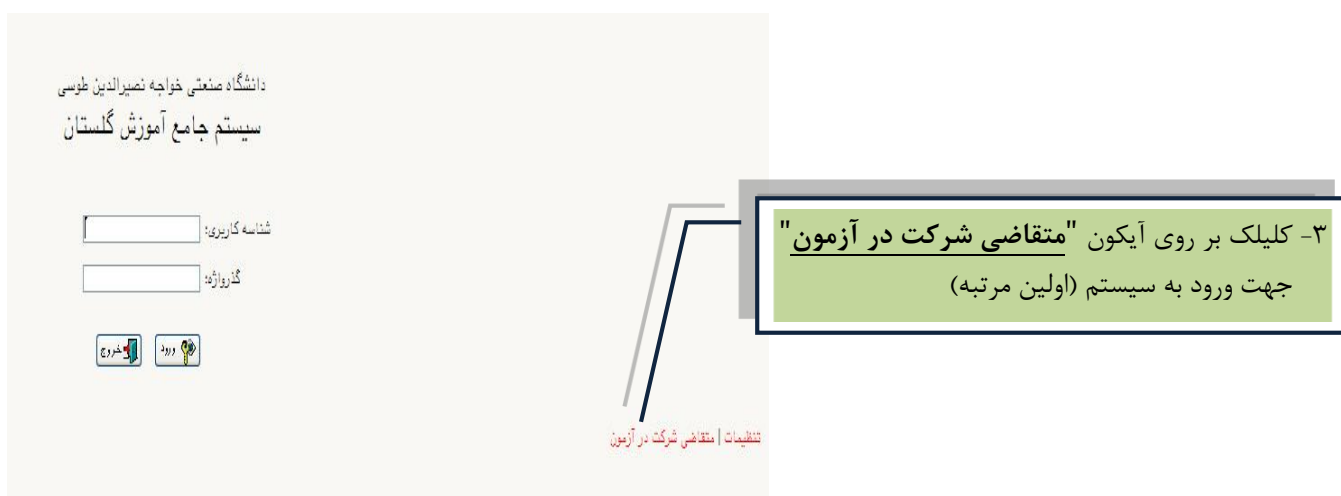 دانشگاه صنعتی خواجه نصیرالدین طوسی
سیستم جامع آموزش گلستان
شناسه کاربری:
گذرواژه:
ورود
خروج
تنظیمات | متقاضی شرکت در آزمون
۳- کلیلک بر روی آیکون "متقاضی شرکت در آزمون"
جهت ورود به سیستم (اولین مرتبه)